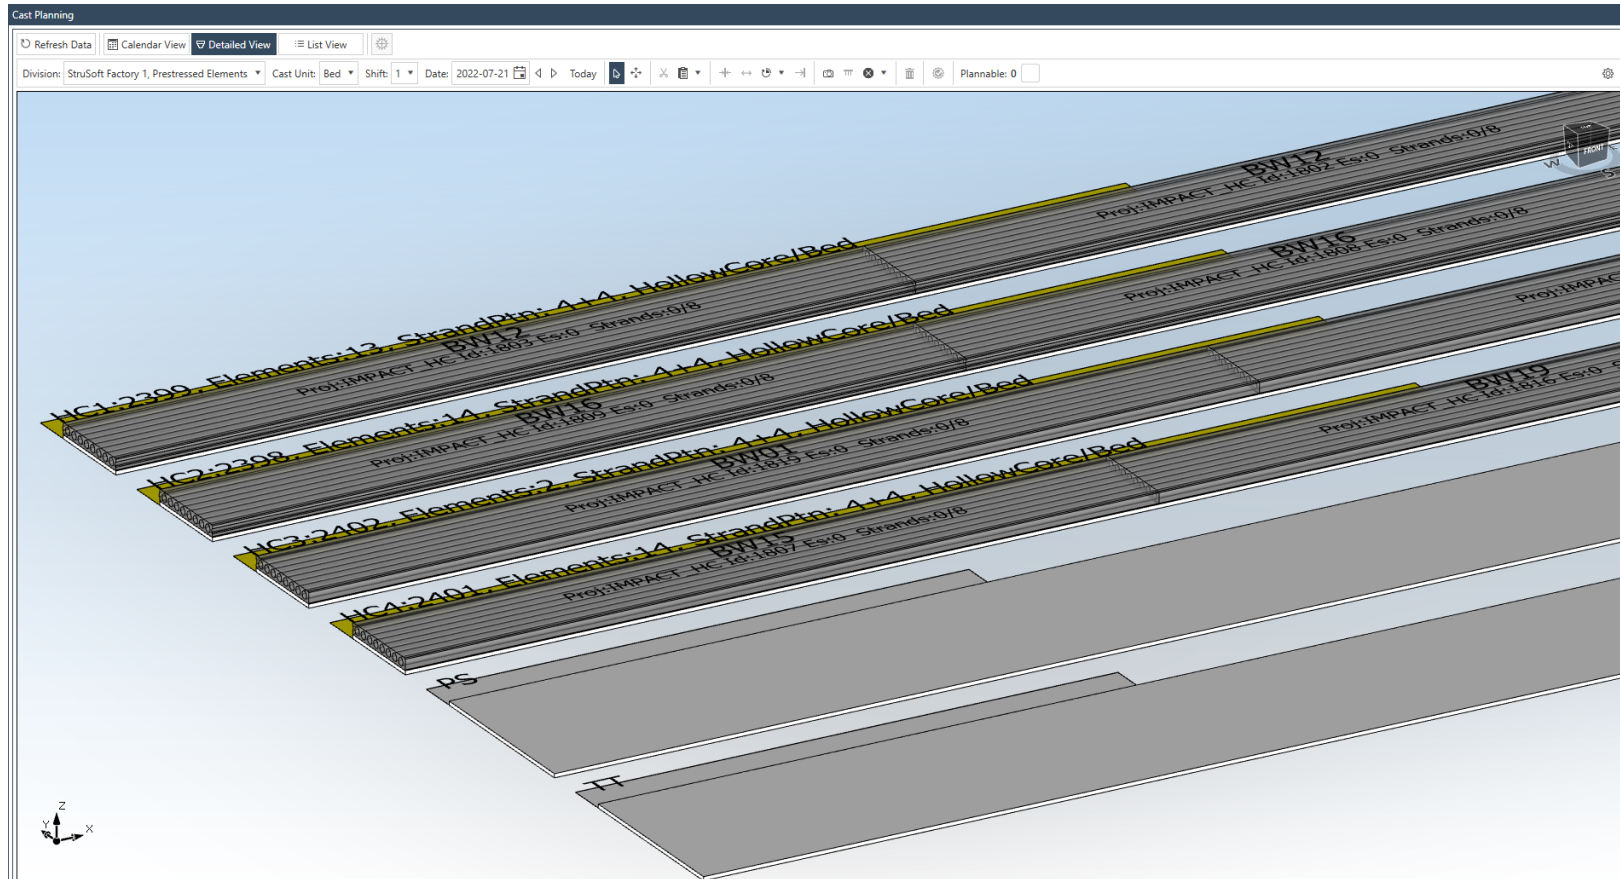 Cast Planning
Refresh Data Calendar View Detailed View List View
Division: StruSoft Factory 1, Prestressed Elements Cast Unit: Bed Shift: 1 Date: 2022-07-21 Today Plannable: 0
BW12
Proj:IMPACT_HC Id:1802 Es:0 Strands:0/8
FRONT
W
S
HC1:2399, Elements:13, StrandPtn: 4+4, HollowCore/Bed
BW12
Proj:IMPACT_HC Id:1803 Es:0 Strands:0/8
BW16
Proj:IMPACT_HC Id:1808 Es:0 Strands:0/8
HC2:2398, Elements:14, StrandPtn: 4+4, HollowCore/Bed
BW16
Proj:IMPACT_HC Id:1809 Es:0 Strands:0/8
Proj:IMPAC
HC3:2402, Elements:2, StrandPtn: 4+4, HollowCore/Bed
BW01
Proj:IMPACT_HC Id:1819 Es:0 Strands:0/8
BW19
Proj:IMPACT_HC Id:1816 Es:0 S
HC4:2401, Elements:14, StrandPtn: 4+4, HollowCore/Bed
BW15
Proj:IMPACT_HC Id:1807 Es:0 Strands:0/8
PS
TT
Z
Y
X